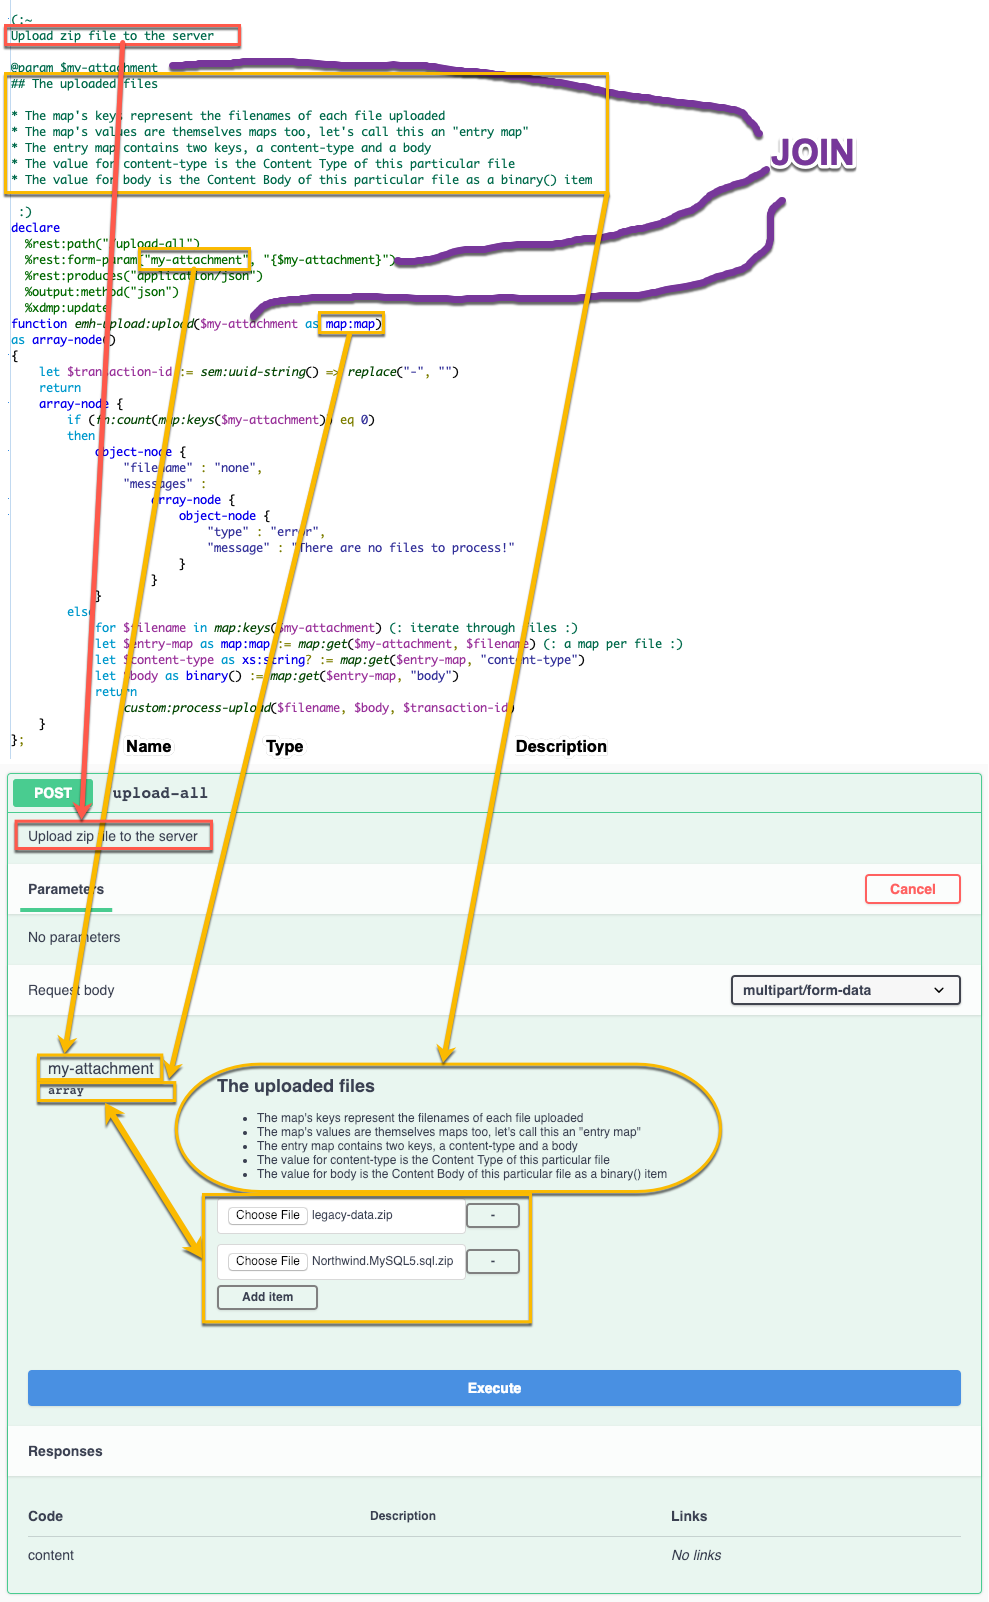 (:~
Upload zip file to the server
@param $my-attachment
## The uploaded files
* The map's keys represent the filenames of each file uploaded
* The map's values are themselves maps too, let's call this an "entry map"
* The entry map contains two keys, a content-type and a body
* The value for content-type is the Content Type of this particular file
* The value for body is the Content Body of this particular file as a binary() item
JOIN
:)
declare
%rest:path("/upload-all")
%rest:form-param("my-attachment", "{$my-attachment}")
%rest:produces("application/json")
%output:method("json")
%xdmp:update
function emh-upload:upload($my-attachment as map:map)
as array-node()
{
let $transaction-id := sem:uuid-string() => replace("-", "")
return
array-node {
if (fn:count(map:keys($my-attachment)) eq 0)
then
object-node {
"filename" : "none",
"messages" :
array-node {
object-node {
"type" : "error",
"message" : "There are no files to process!"
}
}
}
else
for $filename in map:keys($my-attachment) (: iterate through files :)
let $entry-map as map:map := map:get($my-attachment, $filename) (: a map per file :)
let $content-type as xs:string? := map:get($entry-map, "content-type")
let $body as binary() := map:get($entry-map, "body")
return
custom:process-upload($filename, $body, $transaction-id)
}
};
Name Type Description
POST /upload-all
Upload zip file to the server
Parameters Cancel
No parameters
Request body multipart/form-data
my-attachment
array
The uploaded files
• The map's keys represent the filenames of each file uploaded
• The map's values are themselves maps too, let's call this an "entry map"
• The entry map contains two keys, a content-type and a body
• The value for content-type is the Content Type of this particular file
• The value for body is the Content Body of this particular file as a binary() item
Choose File legacy-data.zip -
Choose File Northwind.MySQL5.sql.zip -
Add item
Execute
Responses
Code Description Links
content No links